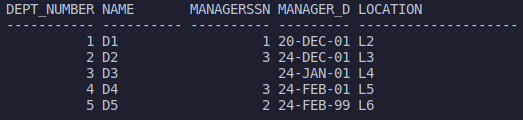 DEPT_NUMBER NAME       MANAGERSSN MANAGER_D LOCATION
----------- ---------- ---------- --------- --------------------
          1 D1                  1 20-DEC-01 L2
          2 D2                  3 24-DEC-01 L3
          3 D3                    24-JAN-01 L4
          4 D4                  3 24-FEB-01 L5
          5 D5                  2 24-FEB-99 L6